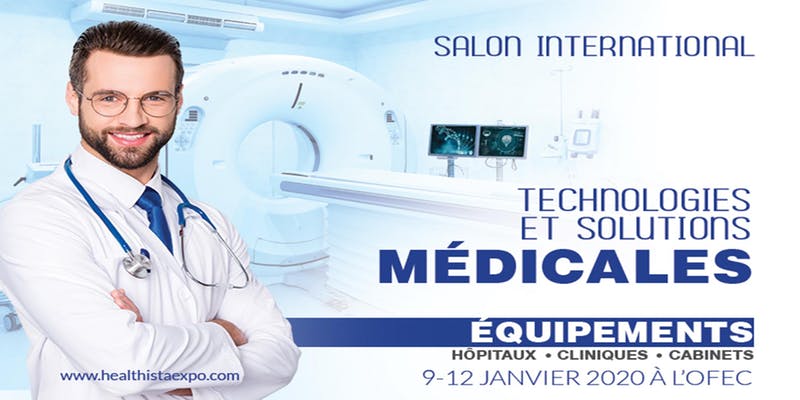 SALON INTERNATIONAL
TECHNOLOGIES
ET SOLUTIONS
MÉDICALES
ÉQUIPEMENTS
HÔPITAUX • CLINIQUES • CABINETS
9-12 JANVIER 2020 À L'OFEC
www.healthistaexpo.com